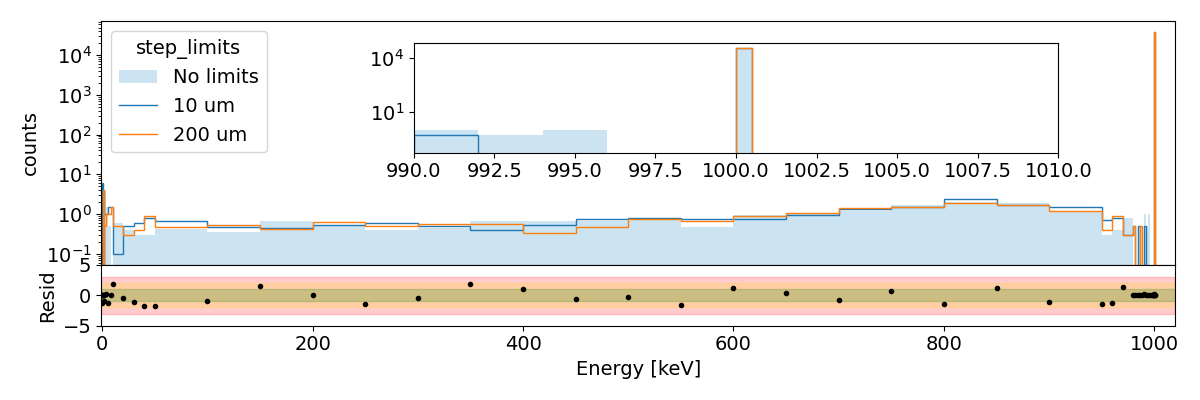 step_limits
No limits
10 um
200 um
counts
10^4
10^3
10^2
10^1
10^0
10^-1
10^4
10^1
990.0 992.5 995.0 997.5 1000.0 1002.5 1005.0 1007.5 1010.0
Resid
5
0
−5
0 200 400 600 800 1000
Energy [keV]